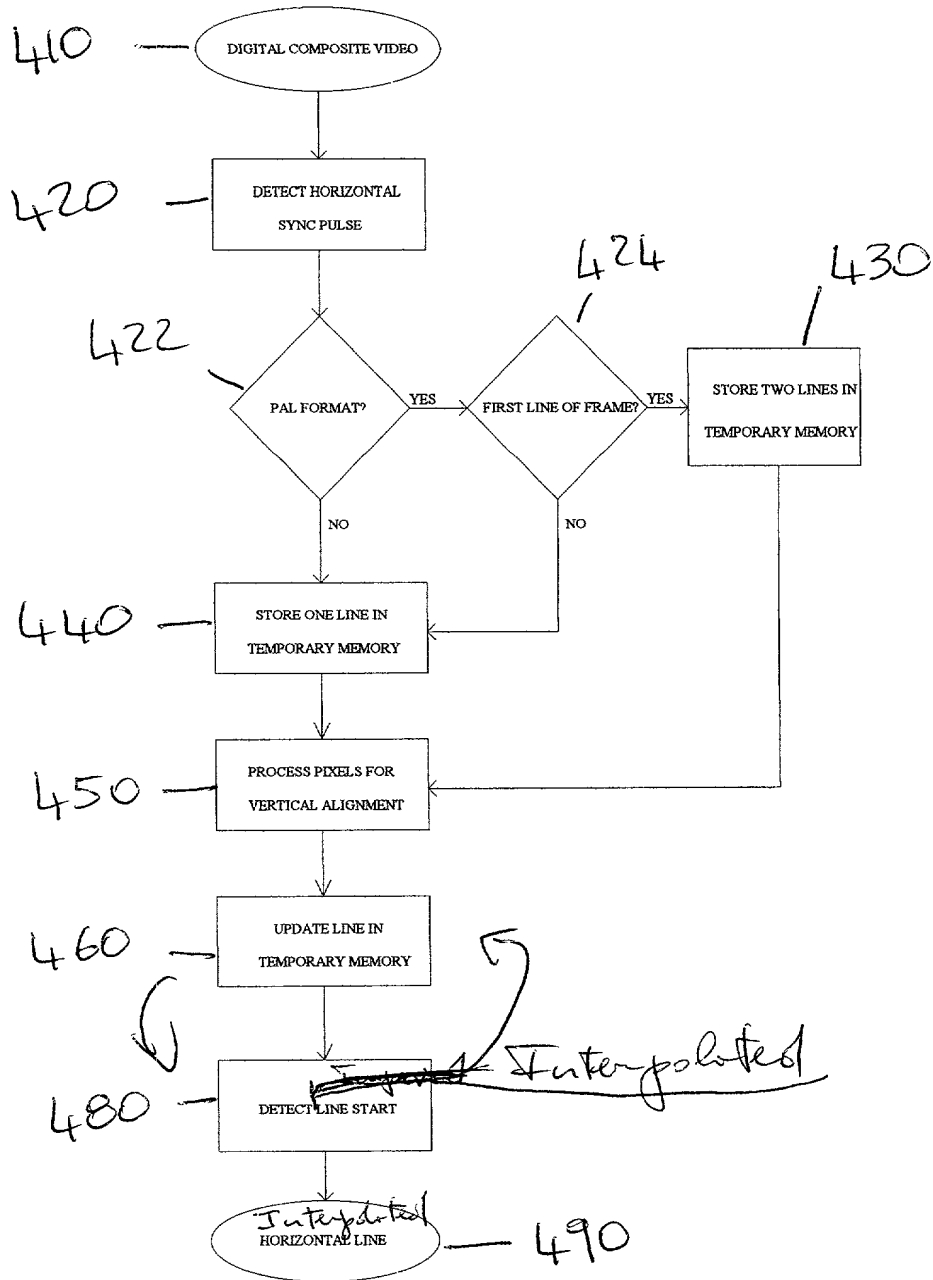 410
DIGITAL COMPOSITE VIDEO
420
DETECT HORIZONTAL
SYNC PULSE
424
430
422
PAL FORMAT?
YES
FIRST LINE OF FRAME?
YES
STORE TWO LINES IN
TEMPORARY MEMORY
NO
NO
440
STORE ONE LINE IN
TEMPORARY MEMORY
450
PROCESS PIXELS FOR
VERTICAL ALIGNMENT
460
UPDATE LINE IN
TEMPORARY MEMORY
Interpolated
480
DETECT LINE START
Interpolated
HORIZONTAL LINE
490